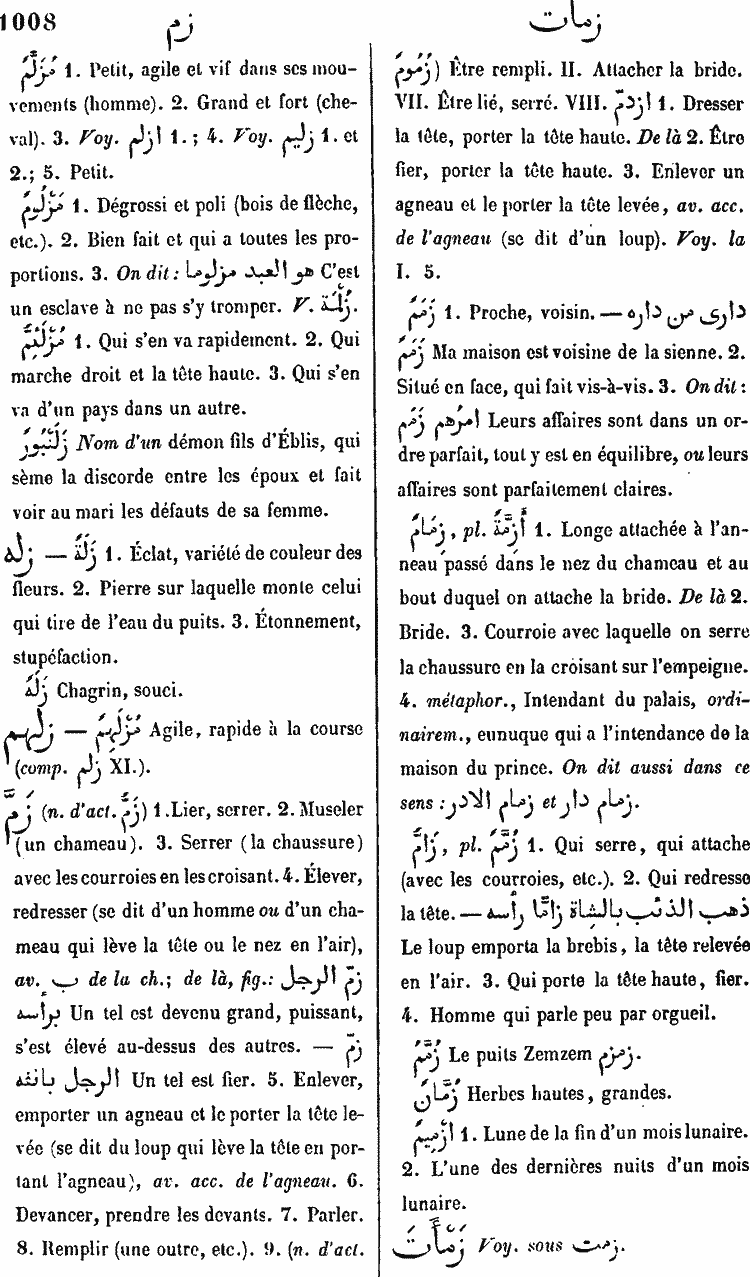 1008
زم
زمات
مُزَلَّمٌ 1. Petit, agile et vif dans ses mou-
vements (homme). 2. Grand et fort (che-
val). 3. Voy. ازلم 1.; 4. Voy. زليم 1. et
2.; 5. Petit.
مَزْلُومٌ 1. Dégrossi et poli (bois de flèche,
etc.). 2. Bien fait et qui a toutes les pro-
portions. 3. On dit: هو العبد مزلوما C'est
un esclave à ne pas s'y tromper. V. زُلْمَةٌ.
مُزْلَئِمٌّ 1. Qui s'en va rapidement. 2. Qui
marche droit et la tête haute. 3. Qui s'en
va d'un pays dans un autre.
زَلَنْبُورٌ Nom d'un démon fils d'Éblis, qui
sème la discorde entre les époux et fait
voir au mari les défauts de sa femme.
زله — زَلَهٌ 1. Éclat, variété de couleur des
fleurs. 2. Pierre sur laquelle monte celui
qui tire de l'eau du puits. 3. Étonnement,
stupéfaction.
زَلَهٌ Chagrin, souci.
زلهم — مُزْلَهِمٌّ Agile, rapide à la course
(comp. زلم XI.).
زَمَّ (n. d'act. زَمٌّ) 1. Lier, serrer. 2. Museler
(un chameau). 3. Serrer (la chaussure)
avec les courroies en les croisant. 4. Élever,
redresser (se dit d'un homme ou d'un cha-
meau qui lève la tête ou le nez en l'air),
av. ب de la ch.; de là, fig.: زمّ الرجل
برأسه Un tel est devenu grand, puissant,
s'est élevé au-dessus des autres. — زمّ
الرجل بانفه Un tel est fier. 5. Enlever,
emporter un agneau et le porter la tête le-
vée (se dit du loup qui lève la tête en por-
tant l'agneau), av. acc. de l'agneau. 6.
Devancer, prendre les devants. 7. Parler.
8. Remplir (une outre, etc.). 9. (n. d'act.
زُمُومٌ) Être rempli. II. Attacher la bride.
VII. Être lié, serré. VIII. ازدمّ 1. Dresser
la tête, porter la tête haute. De là 2. Être
fier, porter la tête haute. 3. Enlever un
agneau et le porter la tête levée, av. acc.
de l'agneau (se dit d'un loup). Voy. la
I. 5.
زَمَمٌ 1. Proche, voisin. — دارى من داره
زَمَمٌ Ma maison est voisine de la sienne. 2.
Situé en face, qui fait vis-à-vis. 3. On dit:
امرهم زَمَم Leurs affaires sont dans un or-
dre parfait, tout y est en équilibre, ou leurs
affaires sont parfaitement claires.
زِمَامٌ, pl. أَزِمَّةٌ 1. Longe attachée à l'an-
neau passé dans le nez du chameau et au
bout duquel on attache la bride. De là 2.
Bride. 3. Courroie avec laquelle on serre
la chaussure en la croisant sur l'empeigne.
4. métaphor., Intendant du palais, ordi-
nairem., eunuque qui a l'intendance de la
maison du prince. On dit aussi dans ce
sens: زمام دار et زمام الادر.
زَامٌّ, pl. زُمَّمٌ 1. Qui serre, qui attache
(avec les courroies, etc.). 2. Qui redresse
la tête. — ذهب الذئب بالشاة زامّا رأسه
Le loup emporta la brebis, la tête relevée
en l'air. 3. Qui porte la tête haute, fier.
4. Homme qui parle peu par orgueil.
زُمَّمٌ Le puits Zemzem زمزم.
زَمَّانٌ Herbes hautes, grandes.
إِزْمِيمٌ 1. Lune de la fin d'un mois lunaire.
2. L'une des dernières nuits d'un mois
lunaire.
زَمْأَتَ Voy. sous زمت.